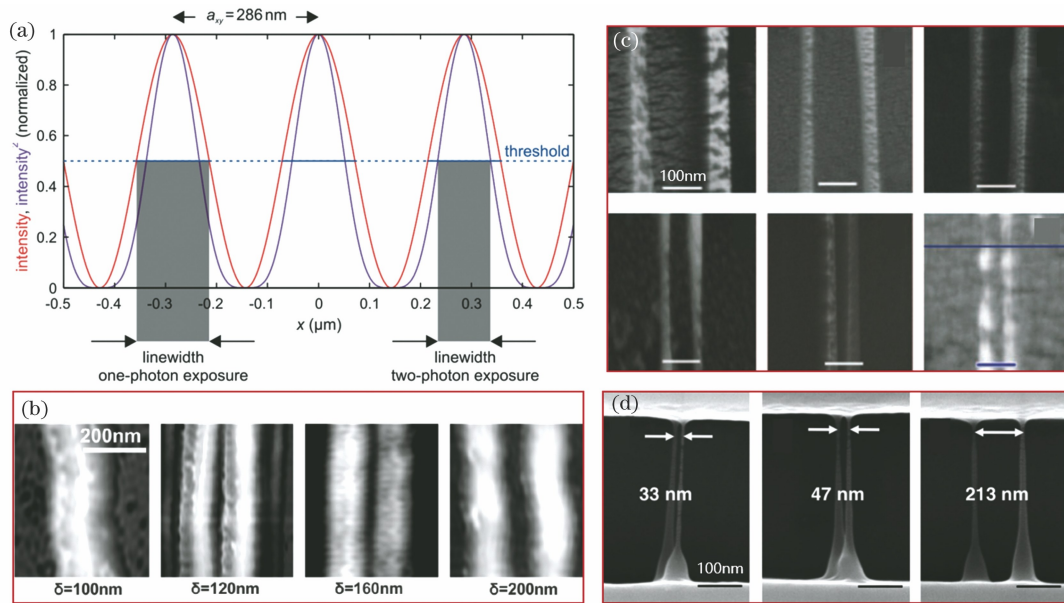 (a)
aₓᵧ = 286 nm
intensity, intensity² (normalized)
1
0.8
0.6
0.4
0.2
0
threshold
-0.5 -0.4 -0.3 -0.2 -0.1 0 0.1 0.2 0.3 0.4 0.5
x (μm)
linewidth
one-photon exposure
linewidth
two-photon exposure
(b)
200nm
δ=100nm
δ=120nm
δ=160nm
δ=200nm
(c)
100nm
(d)
33 nm
47 nm
213 nm
100nm